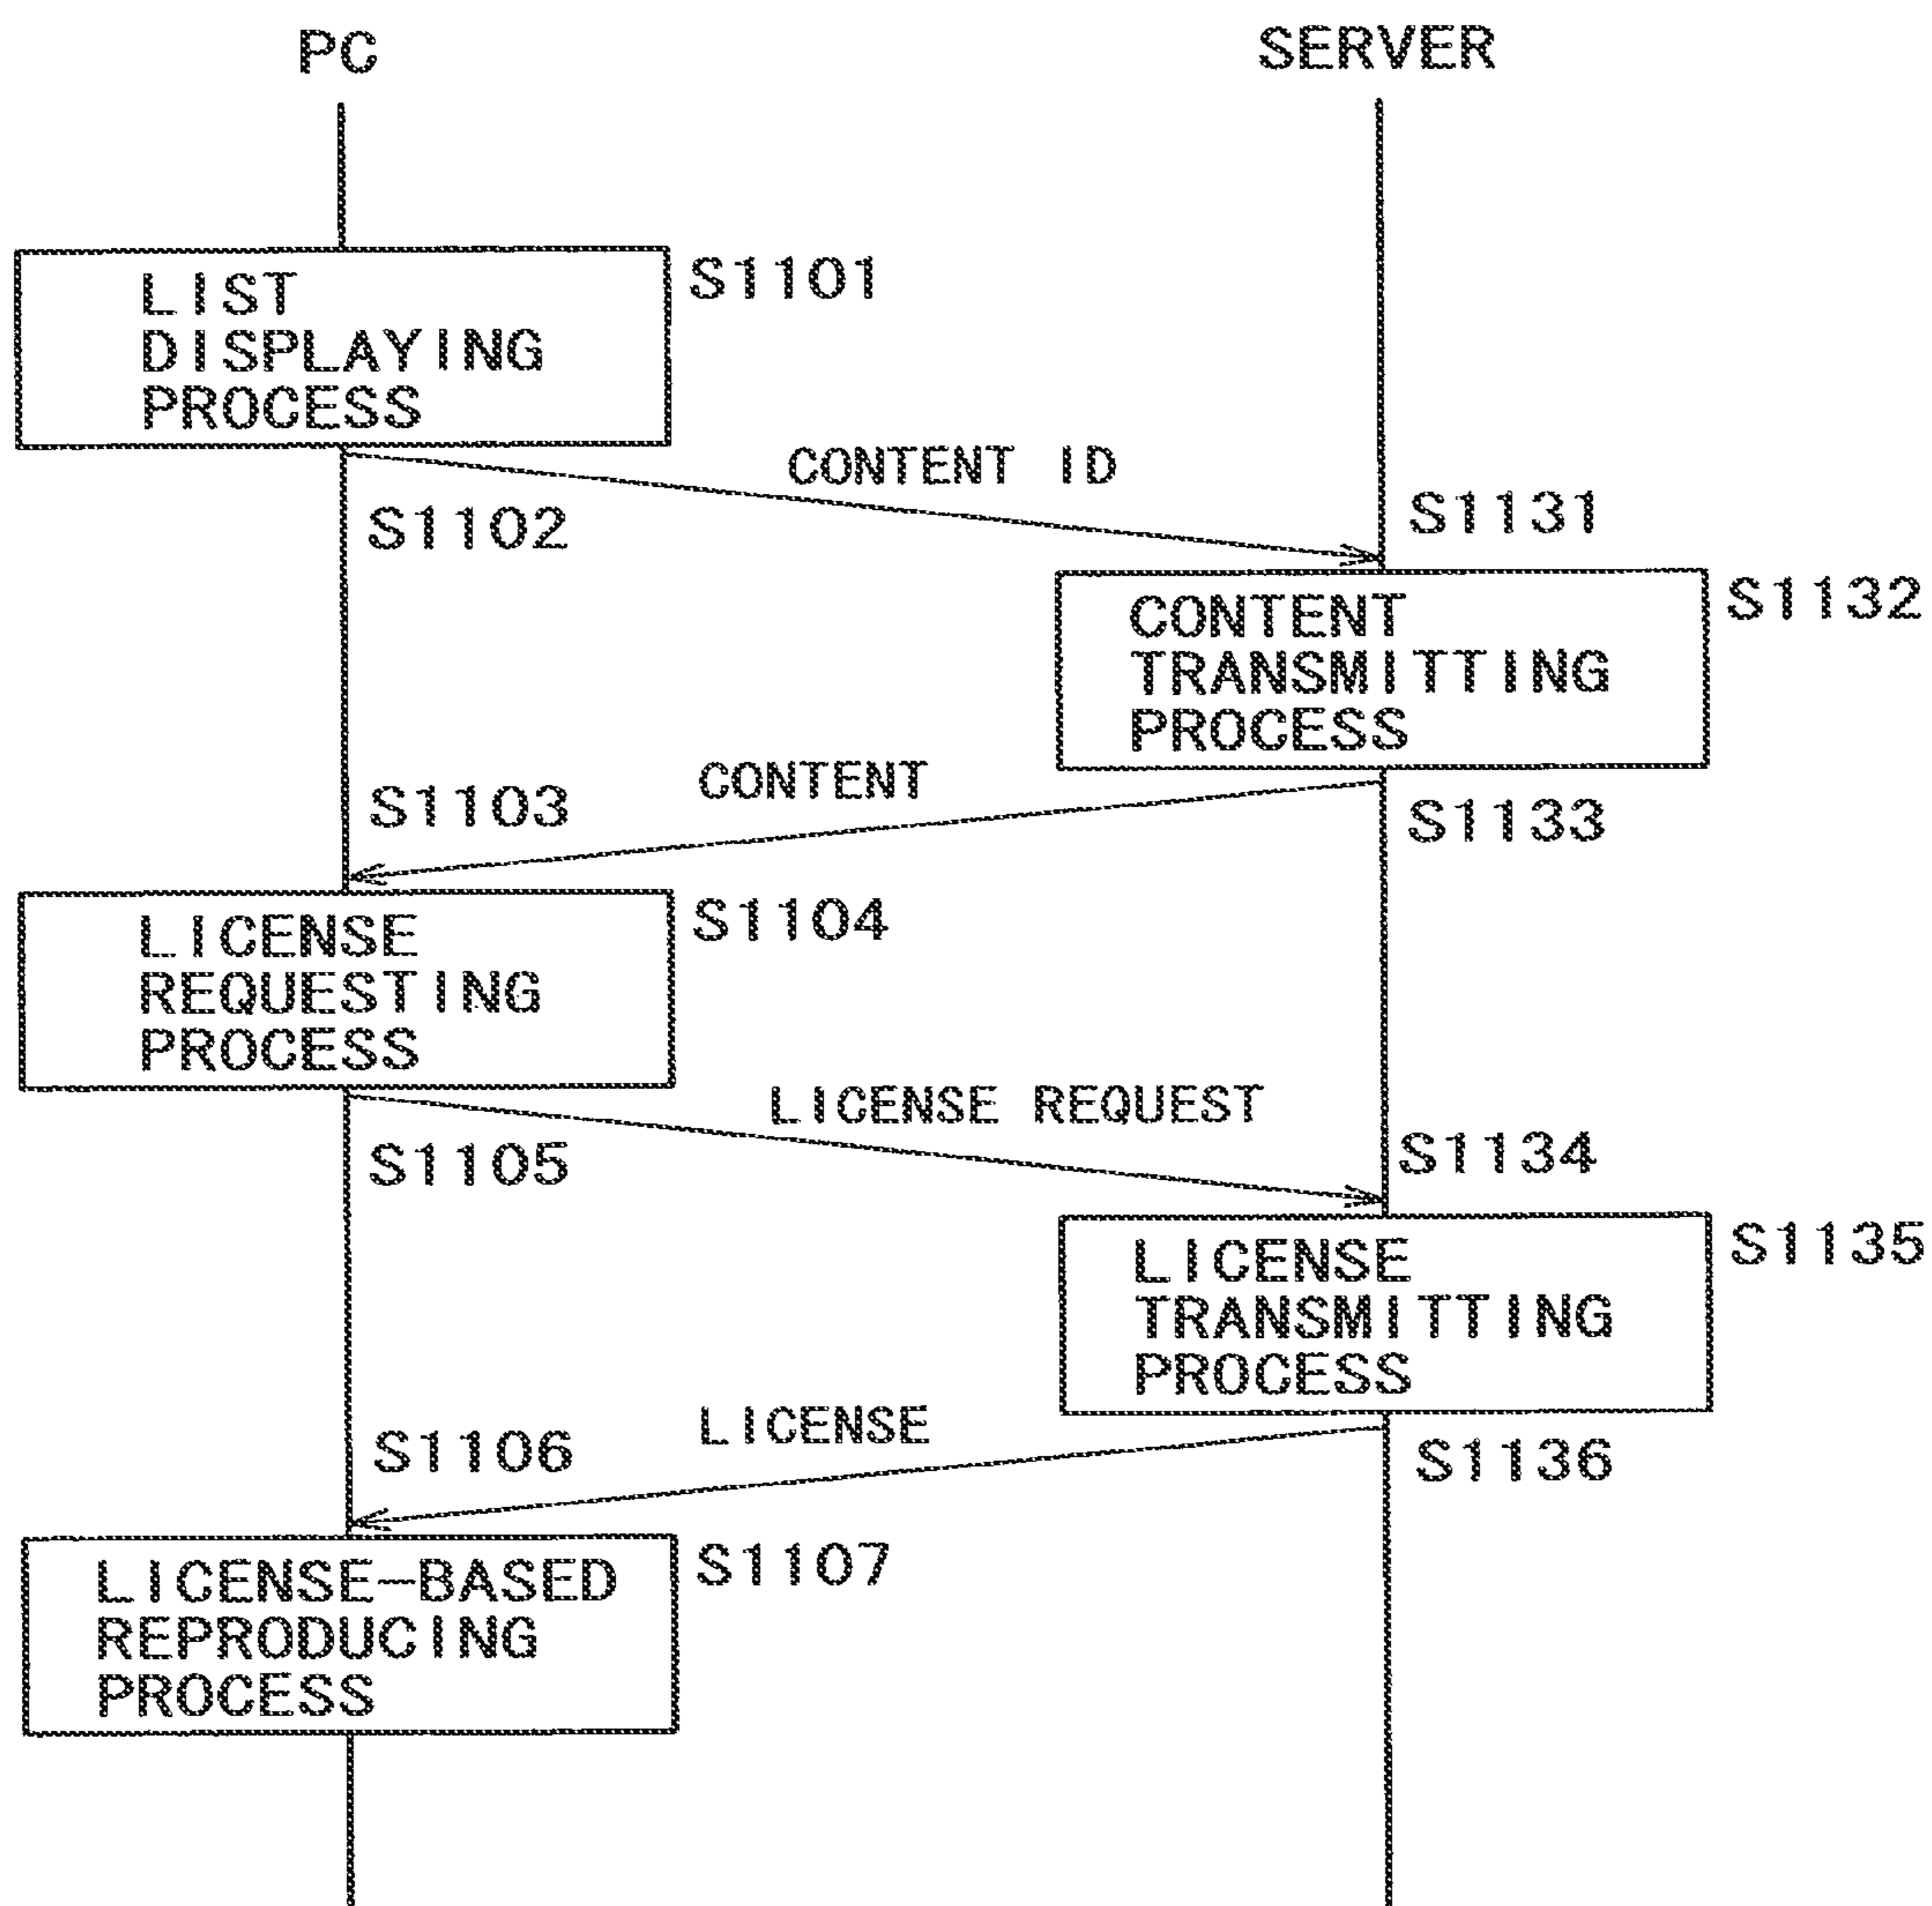 PC
SERVER
LIST
DISPLAYING
PROCESS
S1101
CONTENT ID
S1102
S1131
CONTENT
TRANSMITTING
PROCESS
S1132
CONTENT
S1103
S1133
LICENSE
REQUESTING
PROCESS
S1104
LICENSE REQUEST
S1105
S1134
LICENSE
TRANSMITTING
PROCESS
S1135
LICENSE
S1106
S1136
LICENSE-BASED
REPRODUCING
PROCESS
S1107